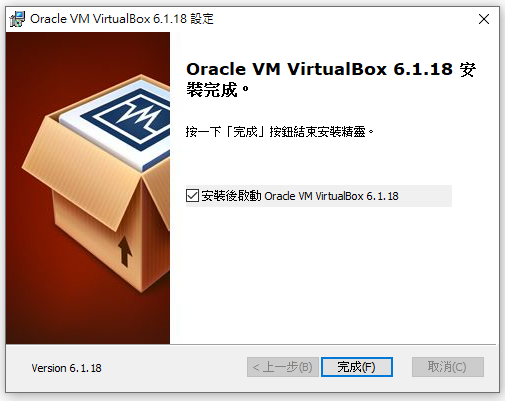 Oracle VM VirtualBox 6.1.18 設定
Oracle VM VirtualBox 6.1.18 安
裝完成。
按一下「完成」按鈕結束安裝精靈。
安裝後啟動 Oracle VM VirtualBox 6.1.18
Version 6.1.18
< 上一步(B)
完成(F)
取消(C)